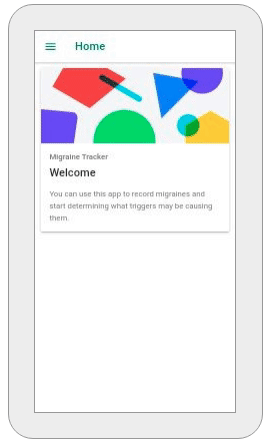 Home
Migraine Tracker
Welcome
You can use this app to record migraines and
start determining what triggers may be causing
them.